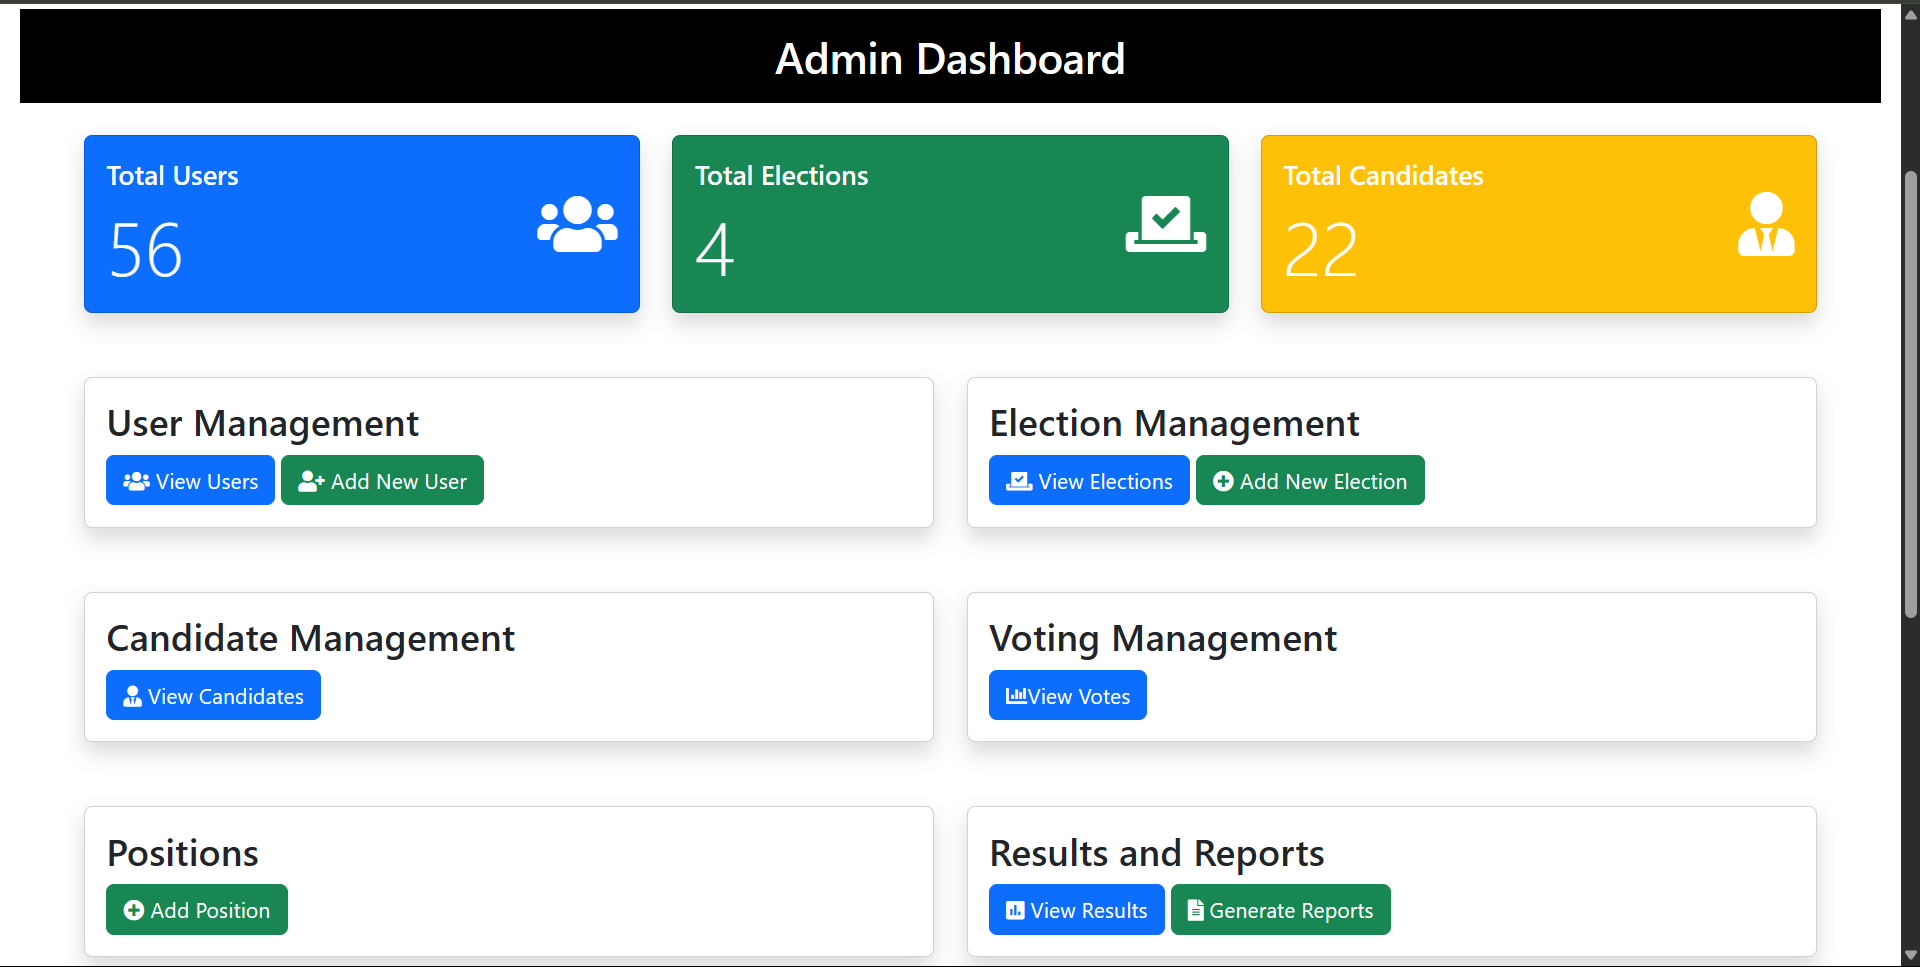 Admin Dashboard
Total Users
56
Total Elections
4
Total Candidates
22
User Management
View Users
Add New User
Election Management
View Elections
Add New Election
Candidate Management
View Candidates
Voting Management
View Votes
Positions
Add Position
Results and Reports
View Results
Generate Reports